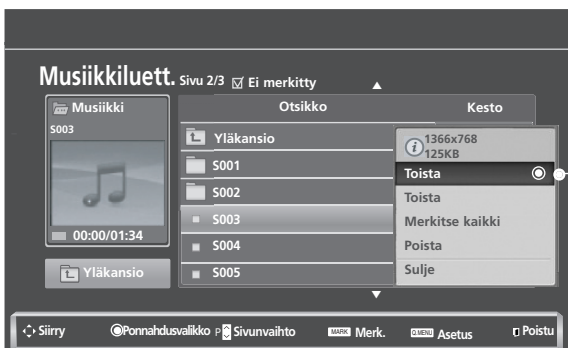 Musiikkiluett. Sivu 2/3 Ei merkitty
Musiikki
S003
00:00/01:34
Yläkansio
Otsikko Kesto
Yläkansio
S001
S002
S003
S004
S005
1366x768
125KB
Toista
Toista
Merkitse kaikki
Poista
Sulje
Siirry Ponnahdusvalikko P Sivunvaihto MARK Merk. Q.MENU Asetus Poistu